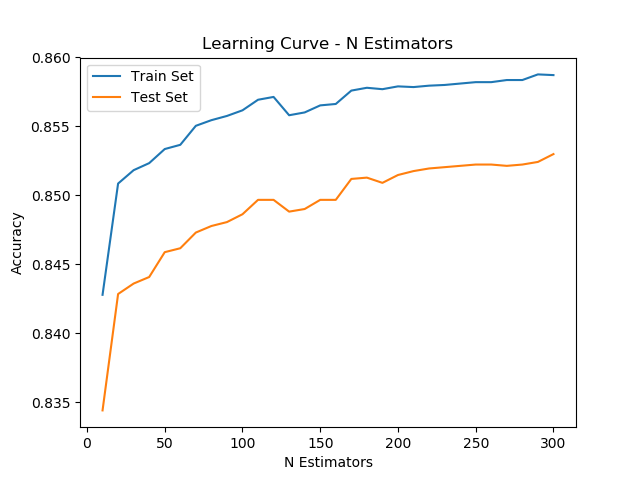 Learning Curve - N Estimators
Train Set
Test Set
0.860
0.855
0.850
0.845
0.840
0.835
Accuracy
0 50 100 150 200 250 300
N Estimators